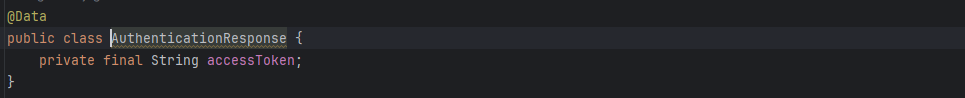 @Data
public class AuthenticationResponse {
    private final String accessToken;
}